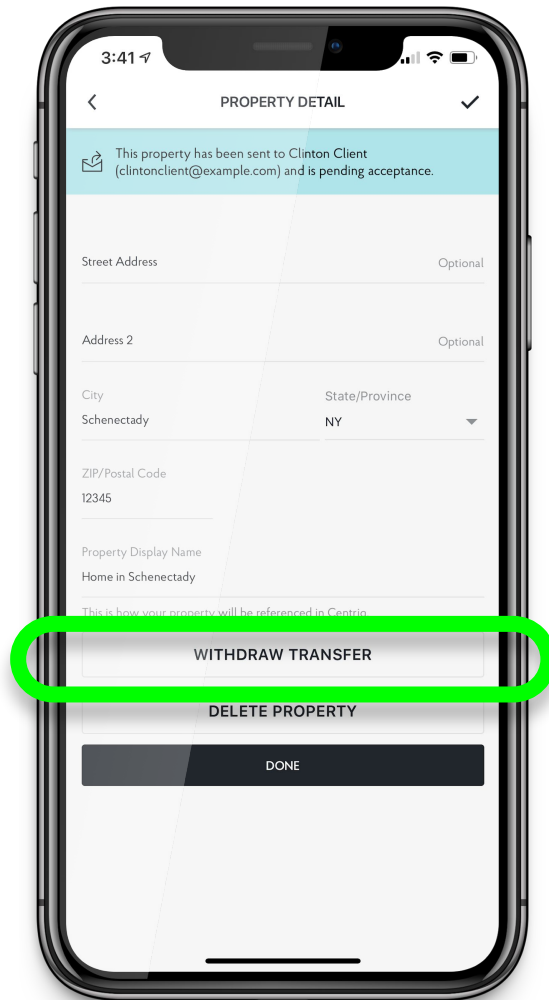 3:41
PROPERTY DETAIL
This property has been sent to Clinton Client
(clintonclient@example.com) and is pending acceptance.
Street Address Optional
Address 2 Optional
City State/Province
Schenectady NY
ZIP/Postal Code
12345
Property Display Name
Home in Schenectady
This is how your property will be referenced in Centriq
WITHDRAW TRANSFER
DELETE PROPERTY
DONE